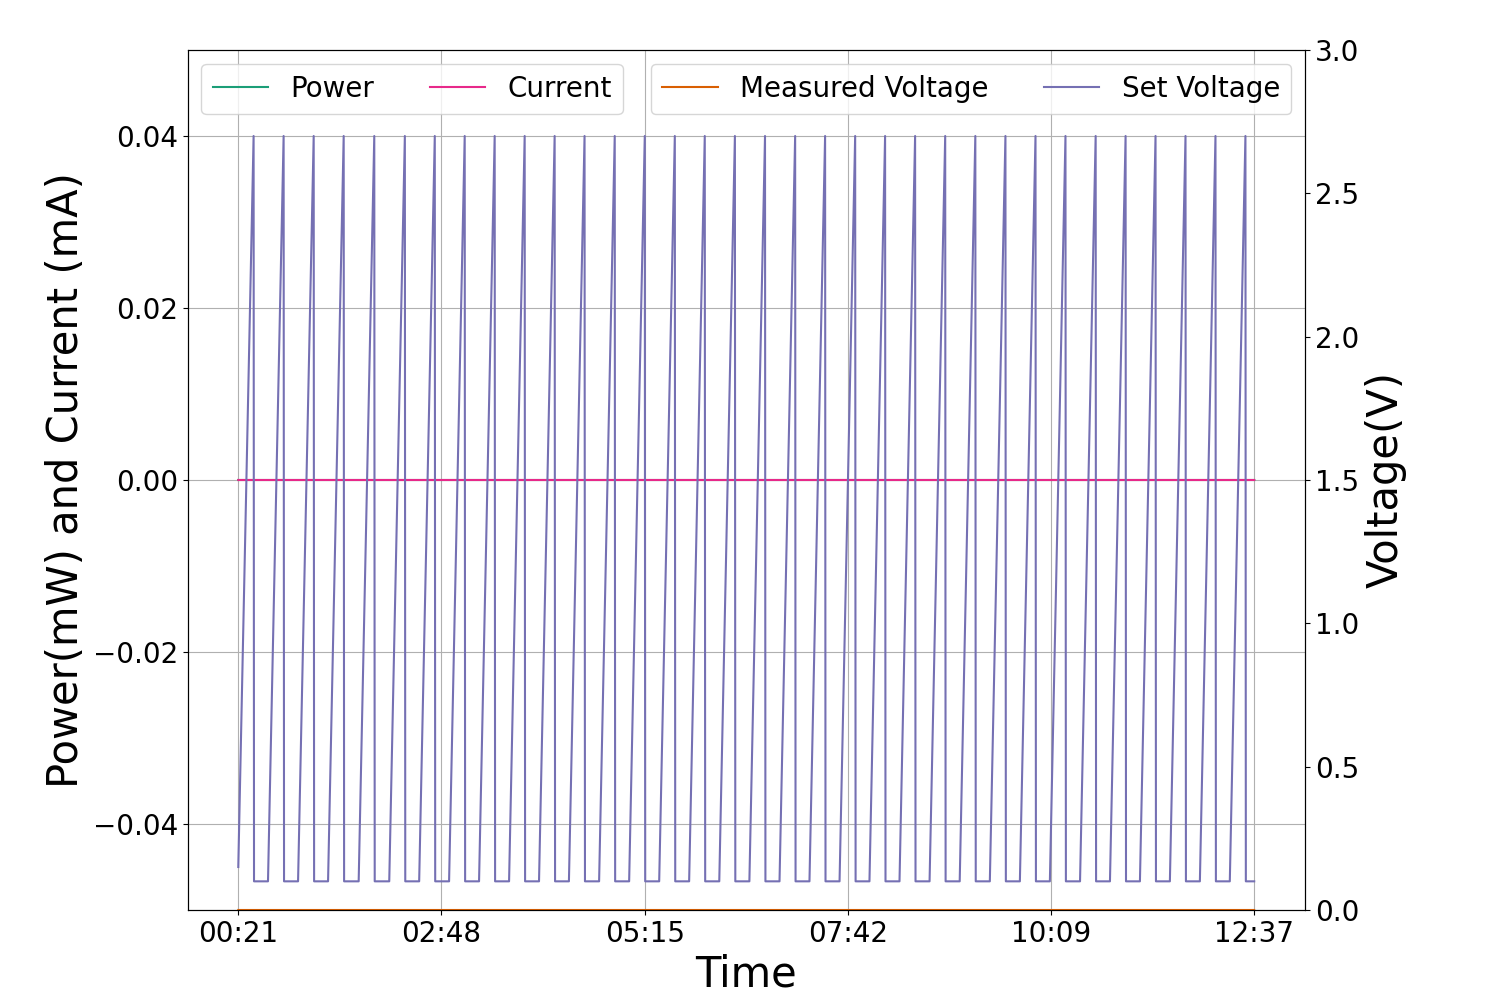 Power Current Measured Voltage Set Voltage
Power(mW) and Current (mA)
0.04
0.02
0.00
−0.02
−0.04
3.0
2.5
2.0
1.5
1.0
0.5
0.0
Voltage(V)
00:21 02:48 05:15 07:42 10:09 12:37
Time